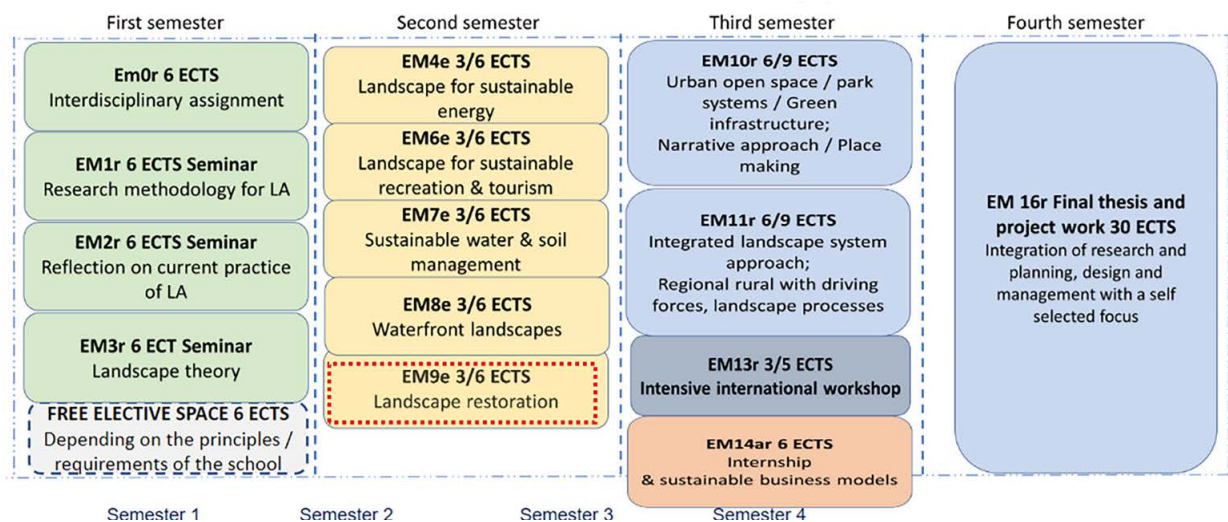 First semester
Em0r 6 ECTS
Interdisciplinary assignment
EM1r 6 ECTS Seminar
Research methodology for LA
EM2r 6 ECTS Seminar
Reflection on current practice
of LA
EM3r 6 ECT Seminar
Landscape theory
FREE ELECTIVE SPACE 6 ECTS
Depending on the principles /
requirements of the school
Second semester
EM4e 3/6 ECTS
Landscape for sustainable
energy
EM6e 3/6 ECTS
Landscape for sustainable
recreation & tourism
EM7e 3/6 ECTS
Sustainable water & soil
management
EM8e 3/6 ECTS
Waterfront landscapes
EM9e 3/6 ECTS
Landscape restoration
Third semester
EM10r 6/9 ECTS
Urban open space / park
systems / Green
infrastructure;
Narrative approach / Place
making
EM11r 6/9 ECTS
Integrated landscape system
approach;
Regional rural with driving
forces, landscape processes
EM13r 3/5 ECTS
Intensive international workshop
EM14ar 6 ECTS
Internship
& sustainable business models
Fourth semester
EM 16r Final thesis and
project work 30 ECTS
Integration of research and
planning, design and
management with a self
selected focus
Semester 1
Semester 2
Semester 3
Semester 4